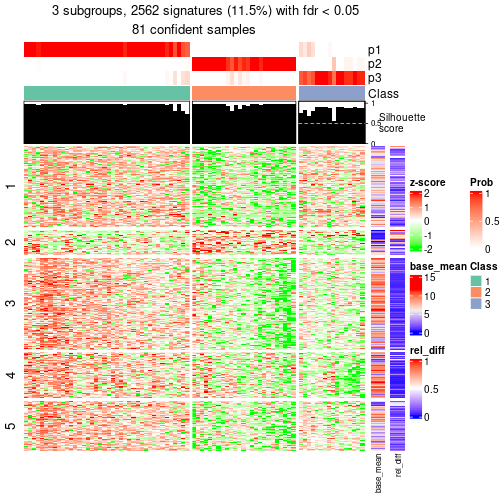 3 subgroups, 2562 signatures (11.5%) with fdr < 0.05
81 confident samples
p1
p2
p3
Class
1
0.5
0
Silhouette
score
1
2
3
4
5
base_mean
rel_diff
z-score
2
1
0
-1
-2
Prob
1
0.5
0
base_mean
15
10
5
0
Class
1
2
3
rel_diff
1
0.5
0